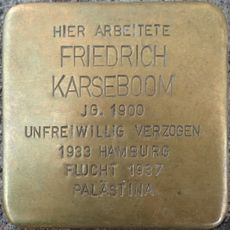 HIER ARBEITETE
FRIEDRICH
KARSEBOOM
JG. 1900
UNFREIWILLIG VERZOGEN
1933 HAMBURG
FLUCHT 1937
PALÄSTINA